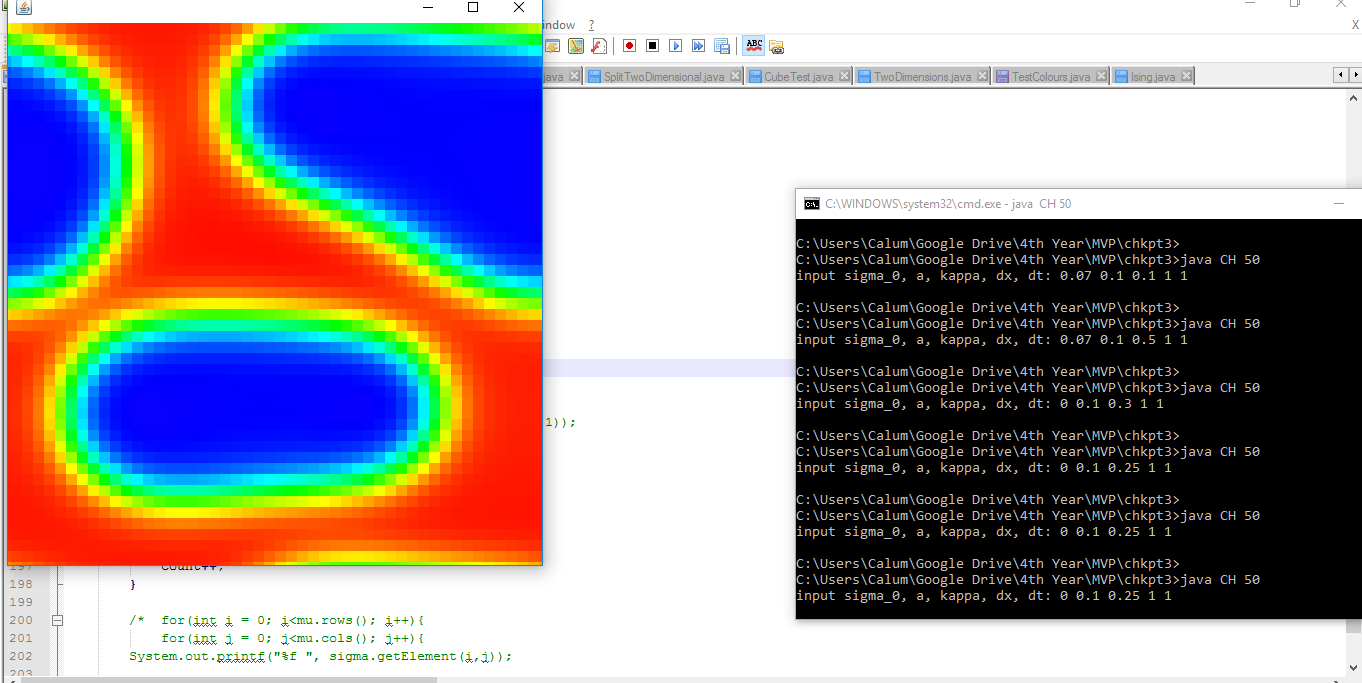 indow ?
X
ABC
java SplitTwoDimensional.java CubeTest.java TwoDimensions.java TestColours.java Ising.java
1));
197 count++;
198 }
199
200 /* for(int i = 0; i<mu.rows(); i++){
201 for(int j = 0; j<mu.cols(); j++){
202 System.out.printf("%f ", sigma.getElement(i,j));
203
C:\WINDOWS\system32\cmd.exe - java CH 50
C:\Users\Calum\Google Drive\4th Year\MVP\chkpt3>
C:\Users\Calum\Google Drive\4th Year\MVP\chkpt3>java CH 50
input sigma_0, a, kappa, dx, dt: 0.07 0.1 0.1 1 1
C:\Users\Calum\Google Drive\4th Year\MVP\chkpt3>
C:\Users\Calum\Google Drive\4th Year\MVP\chkpt3>java CH 50
input sigma_0, a, kappa, dx, dt: 0.07 0.1 0.5 1 1
C:\Users\Calum\Google Drive\4th Year\MVP\chkpt3>
C:\Users\Calum\Google Drive\4th Year\MVP\chkpt3>java CH 50
input sigma_0, a, kappa, dx, dt: 0 0.1 0.3 1 1
C:\Users\Calum\Google Drive\4th Year\MVP\chkpt3>
C:\Users\Calum\Google Drive\4th Year\MVP\chkpt3>java CH 50
input sigma_0, a, kappa, dx, dt: 0 0.1 0.25 1 1
C:\Users\Calum\Google Drive\4th Year\MVP\chkpt3>
C:\Users\Calum\Google Drive\4th Year\MVP\chkpt3>java CH 50
input sigma_0, a, kappa, dx, dt: 0 0.1 0.25 1 1
C:\Users\Calum\Google Drive\4th Year\MVP\chkpt3>
C:\Users\Calum\Google Drive\4th Year\MVP\chkpt3>java CH 50
input sigma_0, a, kappa, dx, dt: 0 0.1 0.25 1 1